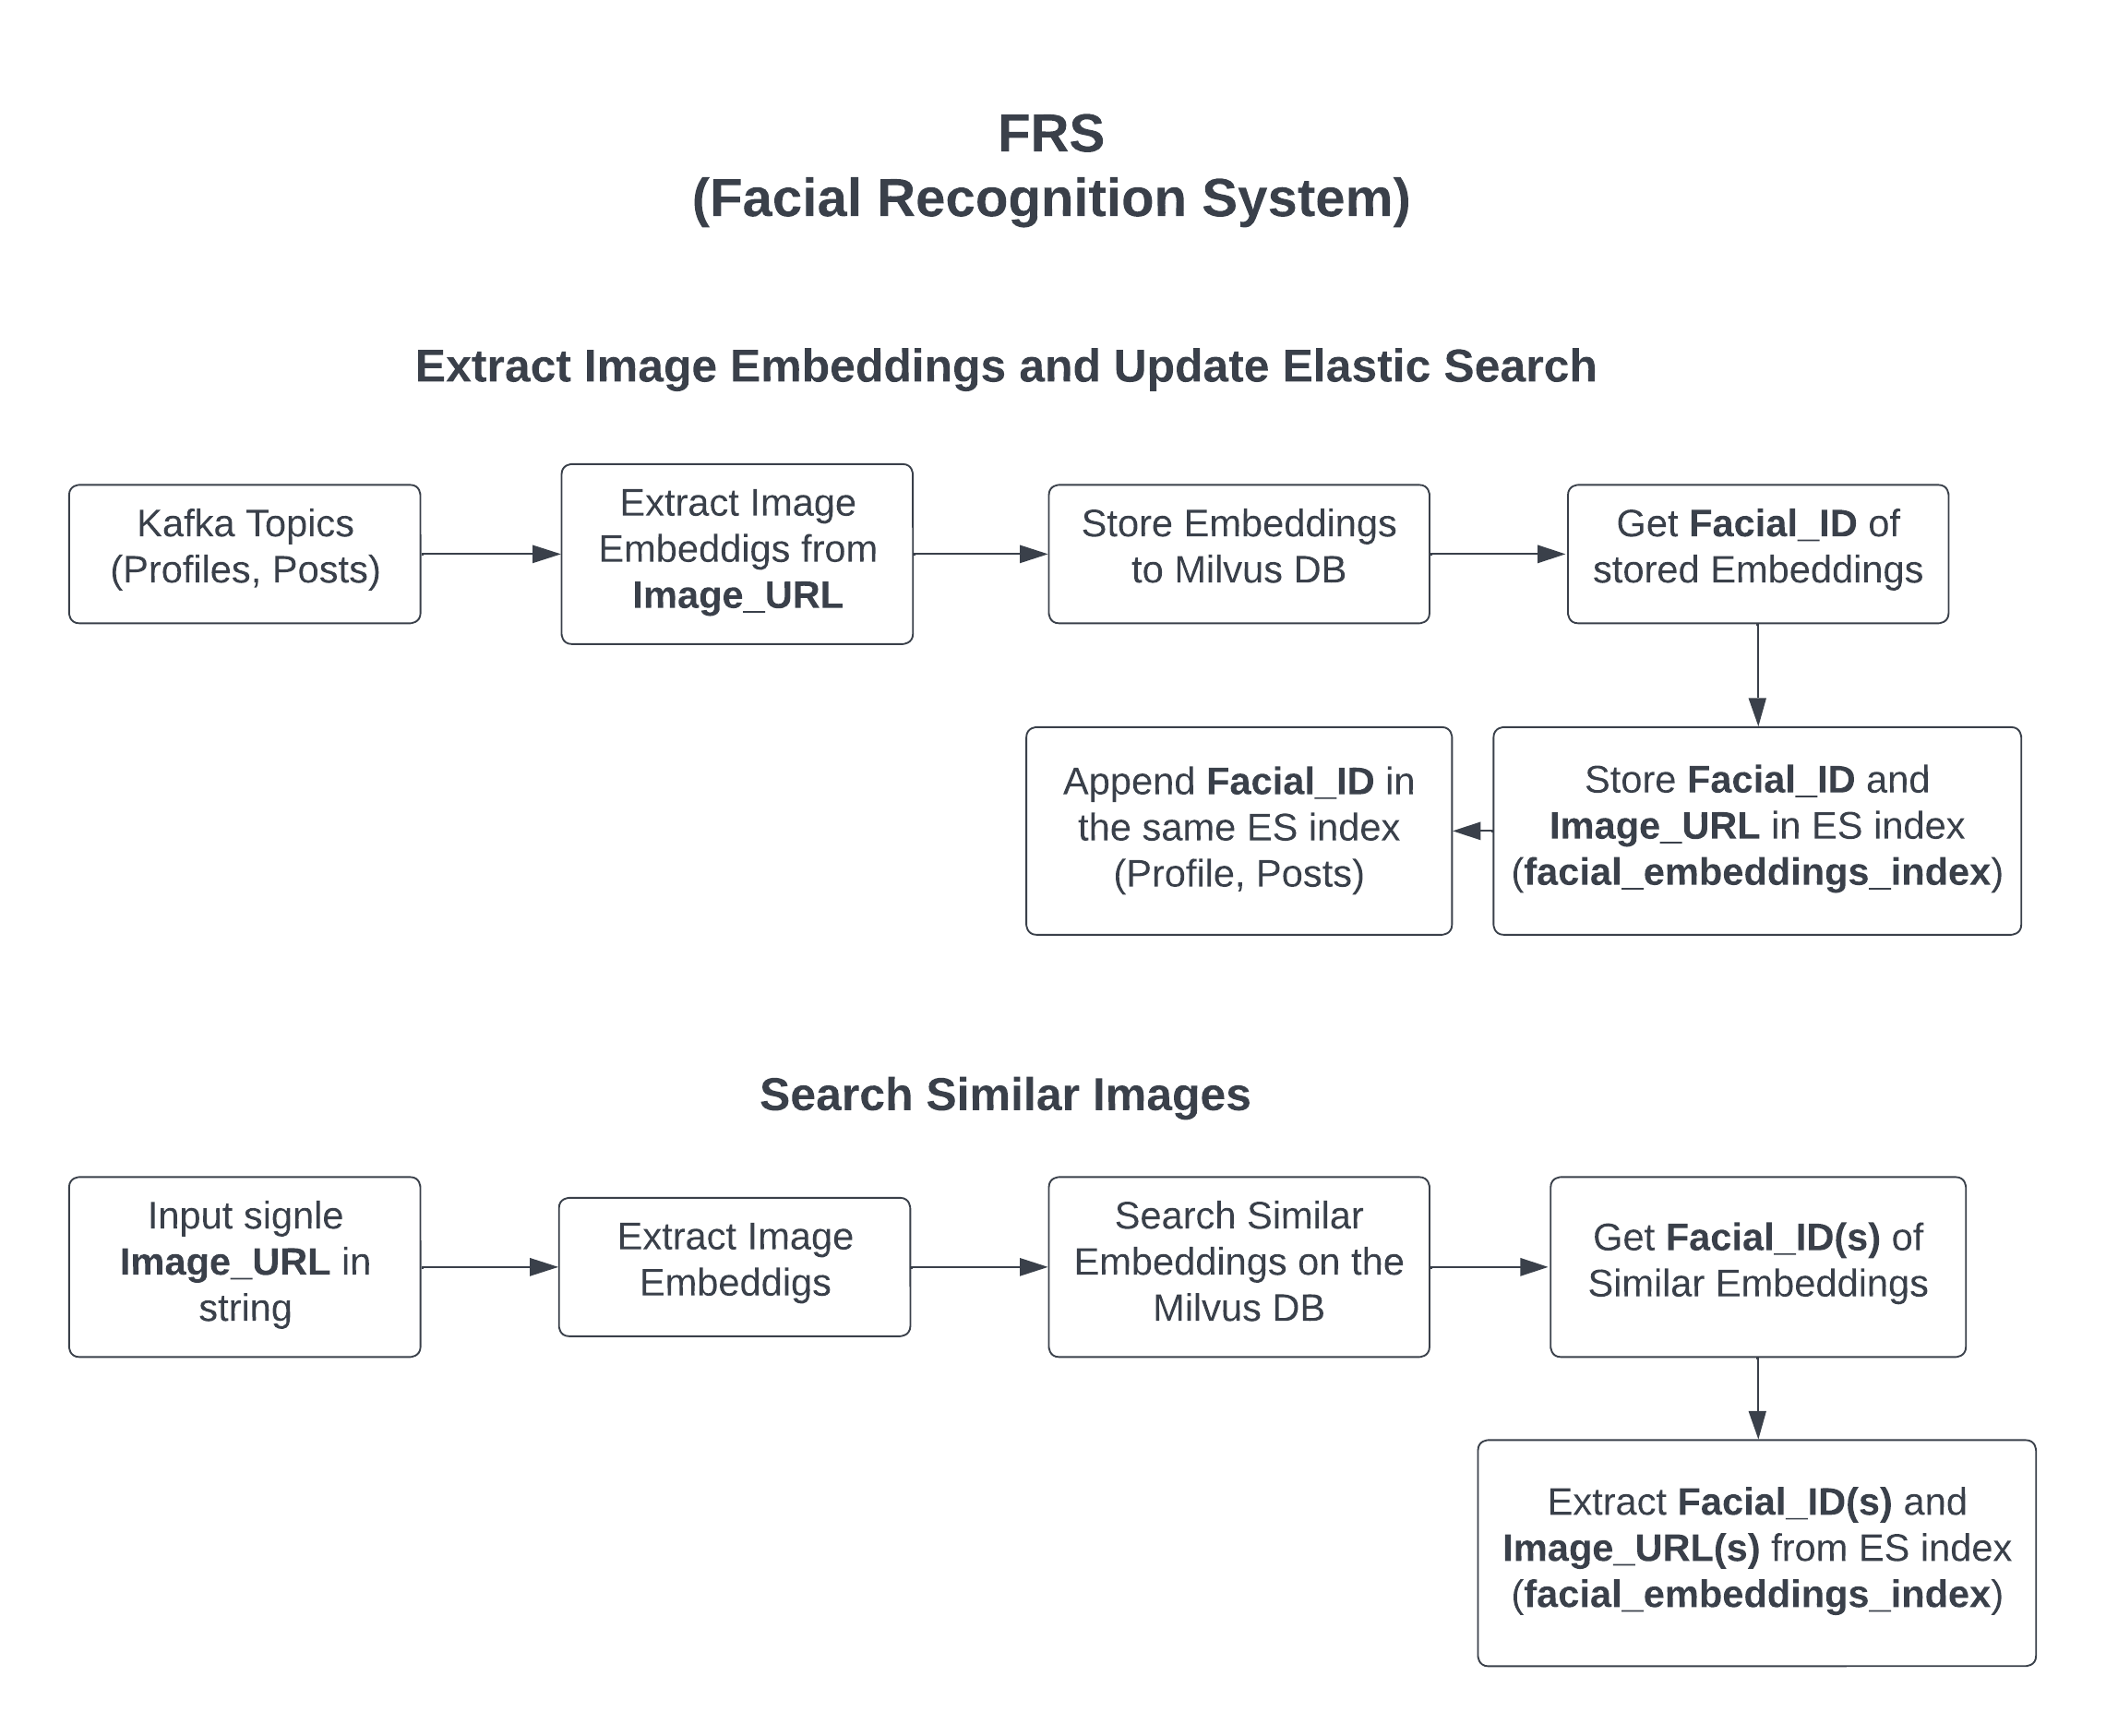 FRS
(Facial Recognition System)
Extract Image Embeddings and Update Elastic Search
Kafka Topics
(Profiles, Posts)
Extract Image
Embeddigs from
Image_URL
Store Embeddings
to Milvus DB
Get Facial_ID of
stored Embeddings
Store Facial_ID and
Image_URL in ES index
(facial_embeddings_index)
Append Facial_ID in
the same ES index
(Profile, Posts)
Search Similar Images
Input signle
Image_URL in
string
Extract Image
Embeddigs
Search Similar
Embeddings on the
Milvus DB
Get Facial_ID(s) of
Similar Embeddings
Extract Facial_ID(s) and
Image_URL(s) from ES index
(facial_embeddings_index)